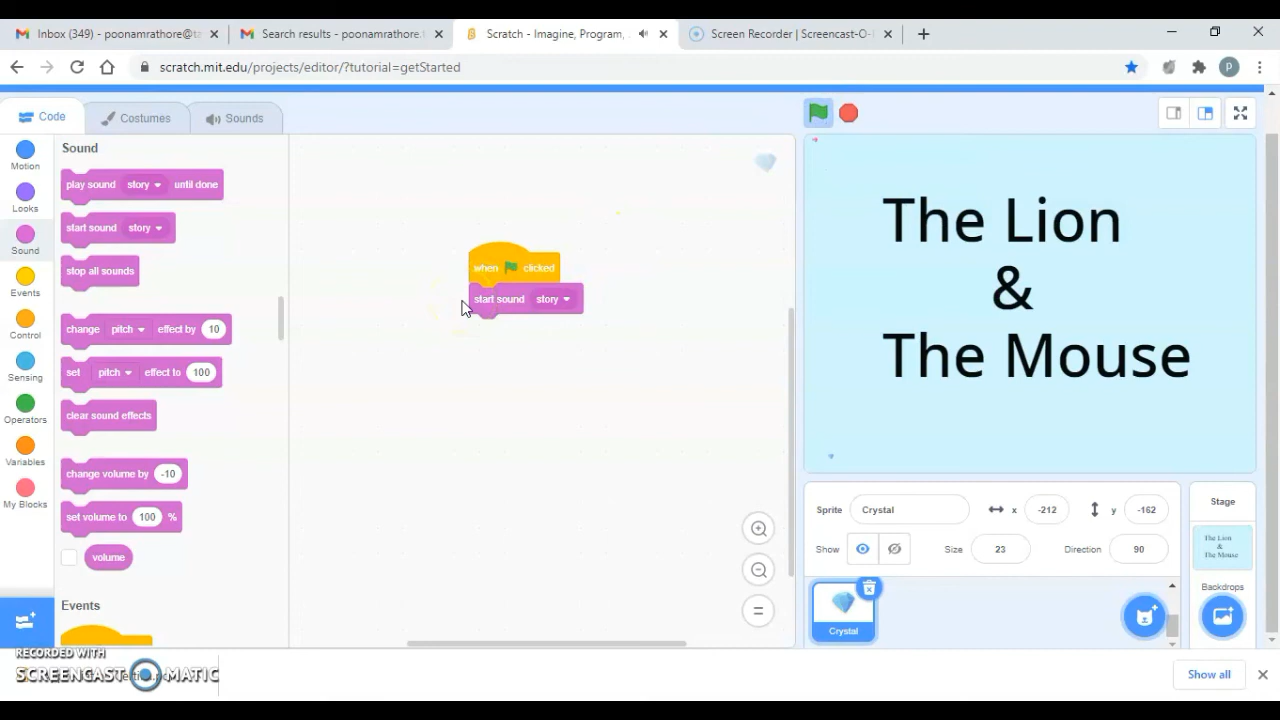 Inbox (349) - poonamrathore@t
Search results - poonamrathore.
Scratch - Imagine, Program,
Screen Recorder | Screencast-O-
scratch.mit.edu/projects/editor/?tutorial=getStarted
P
Code
Costumes
Sounds
Motion
Looks
Sound
Events
Control
Sensing
Operators
Variables
My Blocks
Sound
play sound story until done
start sound story
stop all sounds
change pitch effect by 10
set pitch effect to 100
clear sound effects
change volume by -10
set volume to 100 %
volume
Events
when clicked
start sound story
The Lion
&
The Mouse
Sprite Crystal x -212 y -162
Show Size 23 Direction 90
Crystal
Stage
The Lion
&
The Mouse
Backdrops
RECORDED WITH
SCREENCAST MATIC
Show all